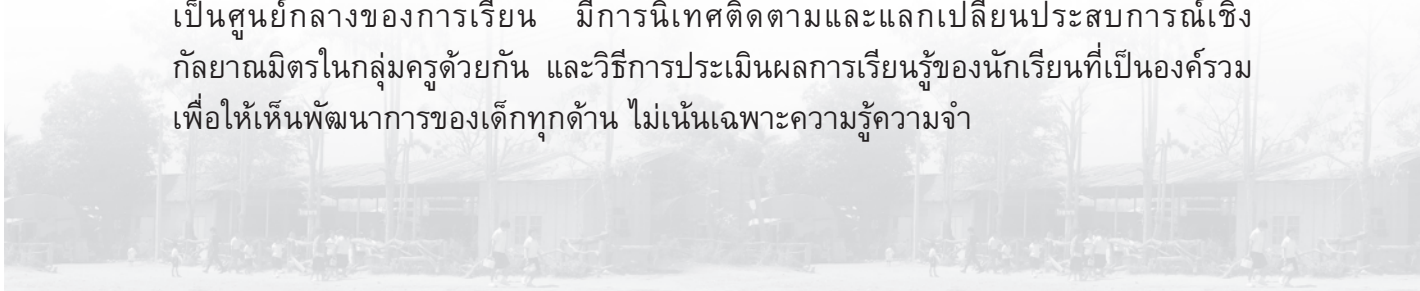 เป็นศูนย์กลางของการเรียน มีการนิเทศติดตามและแลกเปลี่ยนประสบการณ์เชิง
กัลยาณมิตรในกลุ่มครูด้วยกัน และวิธีการประเมินผลการเรียนรู้ของนักเรียนที่เป็นองค์รวม
เพื่อให้เห็นพัฒนาการของเด็กทุกด้าน ไม่เน้นเฉพาะความรู้ความจำ